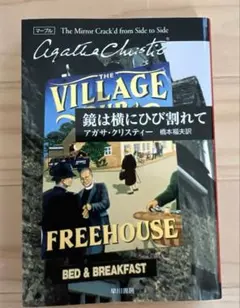 マープル The Mirror Crack'd from Side to Side
Agatha Christie
THE
VILLAGE
鏡は横にひび割れて
アガサ・クリスティー 橋本福夫訳
FREEHOUSE
BED & BREAKFAST
早川書房